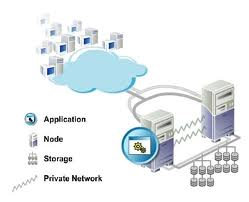 Application
Node
Storage
Private Network